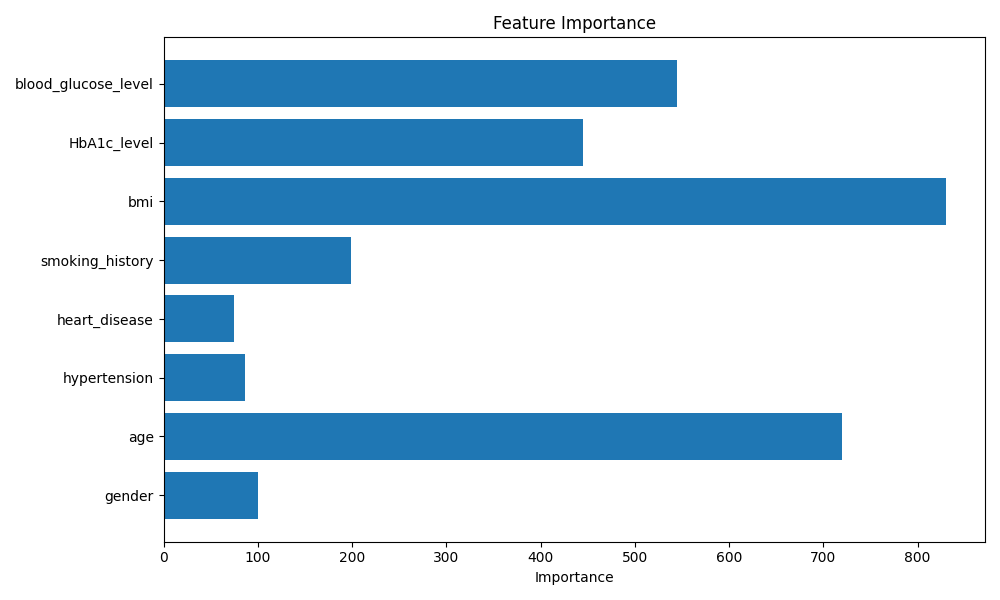 Feature Importance
blood_glucose_level
HbA1c_level
bmi
smoking_history
heart_disease
hypertension
age
gender
0 100 200 300 400 500 600 700 800
Importance